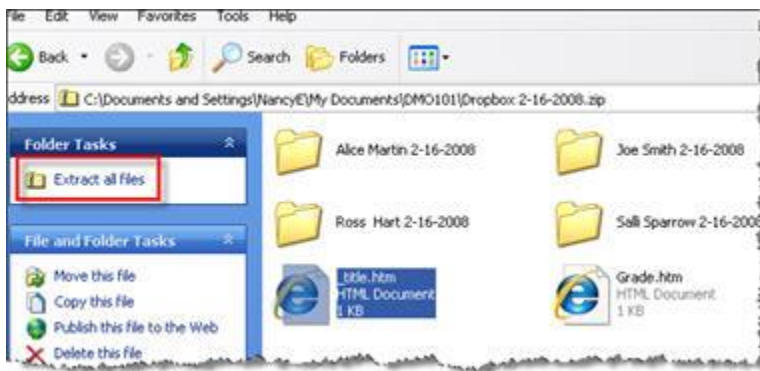 File Edit View Favorites Tools Help
Back Search Folders
ddress C:\Documents and Settings\NancyE\My Documents\DMO101\Dropbox 2-16-2008.zip
Folder Tasks
Extract all files
File and Folder Tasks
Move this file
Copy this file
Publish this file to the Web
Delete this file
Alice Martin 2-16-2008
Joe Smith 2-16-2008
Ross Hart 2-16-2008
Salli Sparrow 2-16-2008
_title.htm
HTML Document
1 KB
Grade.htm
HTML Document
1 KB